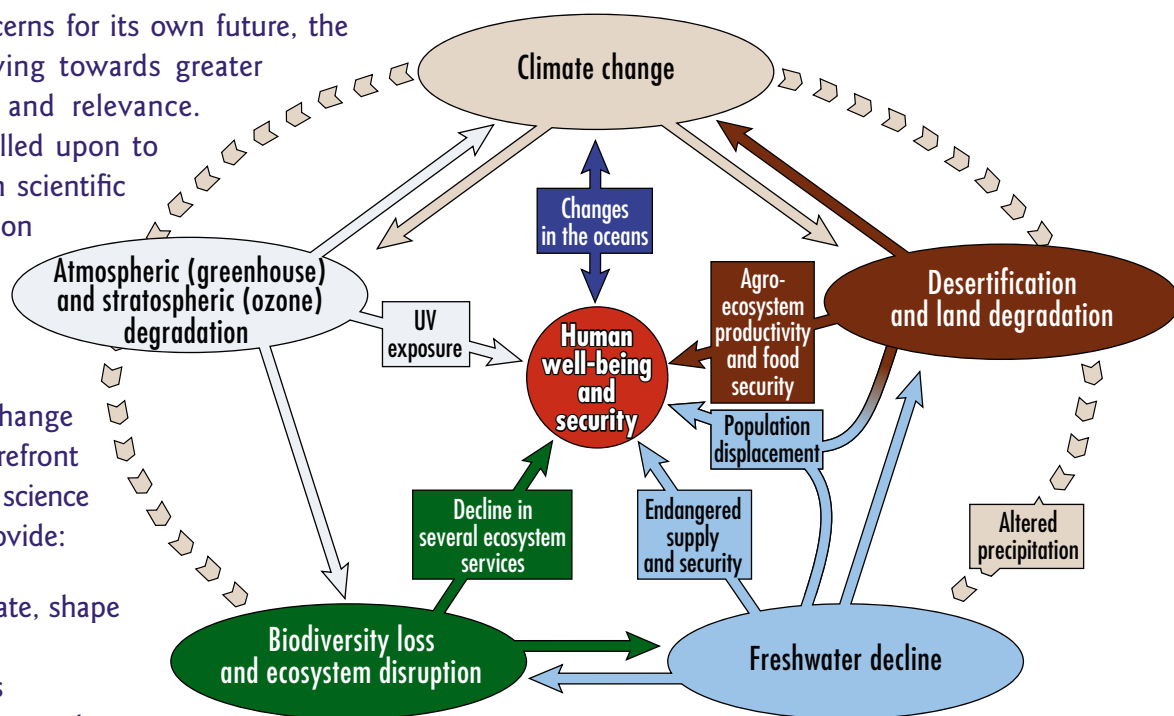 cerns for its own future, the
ving towards greater
and relevance.
lled upon to
n scientific
on
hange
refront
science
ovide:
ate, shape
s
Climate change
Changes
in the oceans
Atmospheric (greenhouse)
and stratospheric (ozone)
degradation
UV
exposure
Human
well-being
and
security
Agro-
ecosystem
productivity
and food
security
Desertification
and land degradation
Population
displacement
Decline in
several ecosystem
services
Endangered
supply
and security
Altered
precipitation
Biodiversity loss
and ecosystem disruption
Freshwater decline